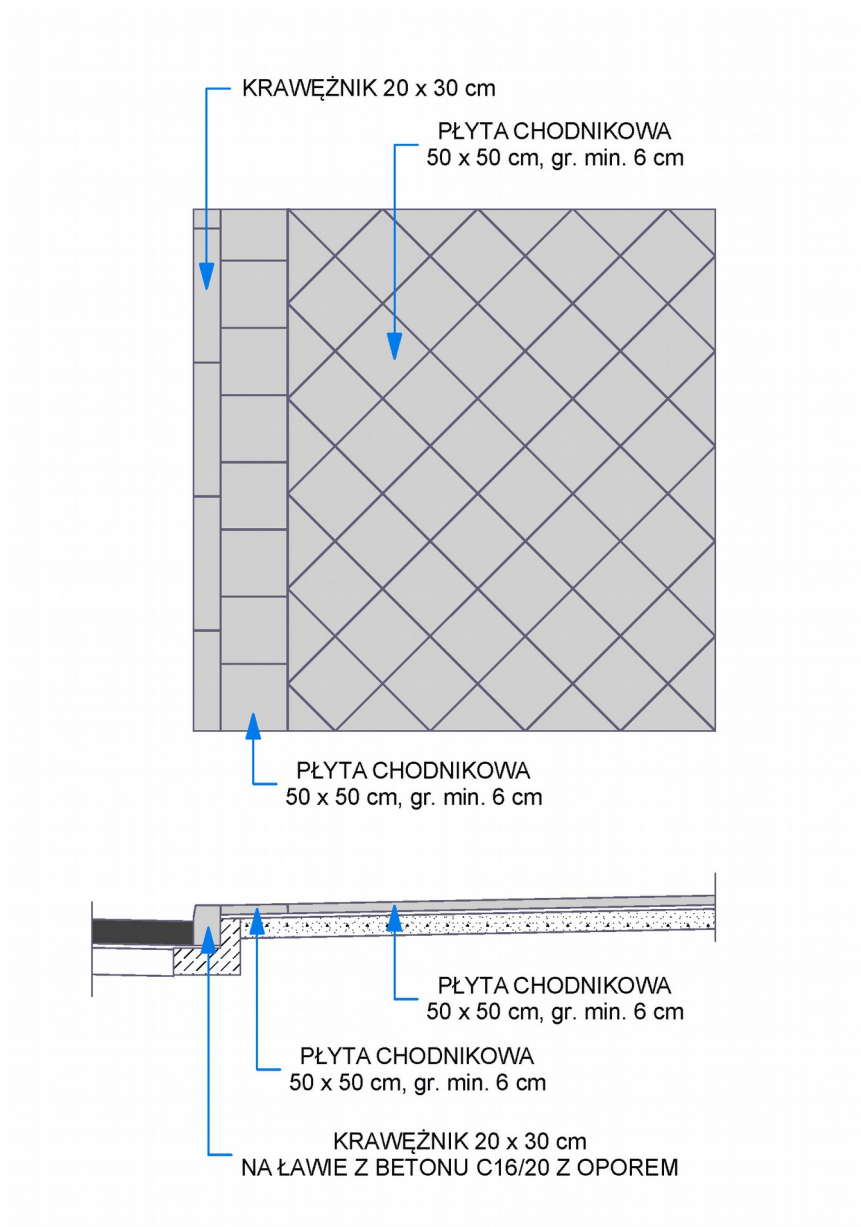 KRAWĘŻNIK 20 x 30 cm
PŁYTA CHODNIKOWA
50 x 50 cm, gr. min. 6 cm
PŁYTA CHODNIKOWA
50 x 50 cm, gr. min. 6 cm
PŁYTA CHODNIKOWA
50 x 50 cm, gr. min. 6 cm
PŁYTA CHODNIKOWA
50 x 50 cm, gr. min. 6 cm
KRAWĘŻNIK 20 x 30 cm
NA ŁAWIE Z BETONU C16/20 Z OPOREM